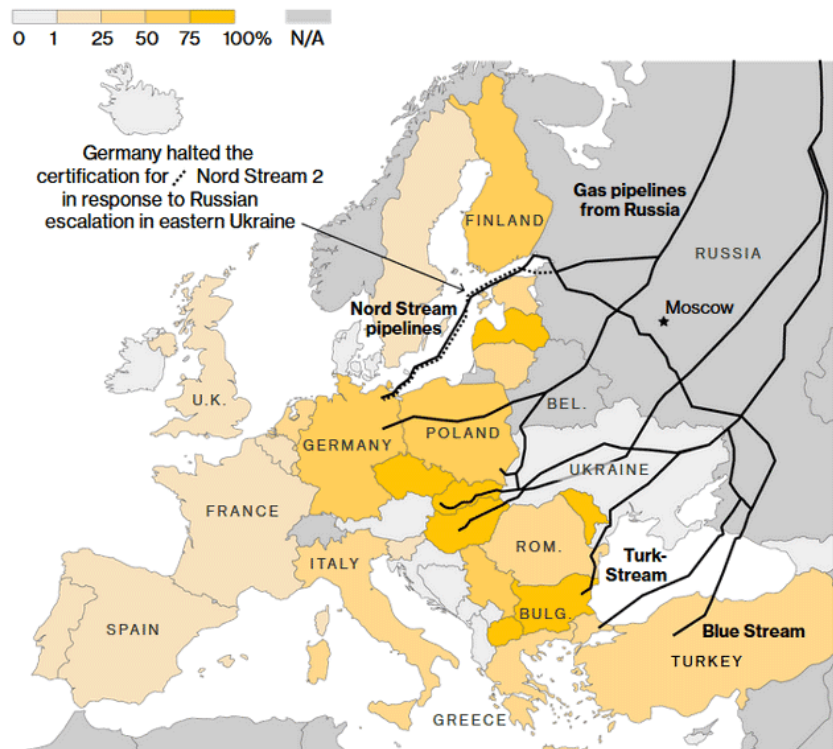 0 1 25 50 75 100% N/A
Germany halted the
certification for Nord Stream 2
in response to Russian
escalation in eastern Ukraine
FINLAND
Gas pipelines
from Russia
RUSSIA
Moscow
Nord Stream
pipelines
U.K.
BEL.
POLAND
GERMANY
UKRAINE
FRANCE
ROM.
ITALY
Turk-
Stream
BULG.
SPAIN
Blue Stream
TURKEY
GREECE